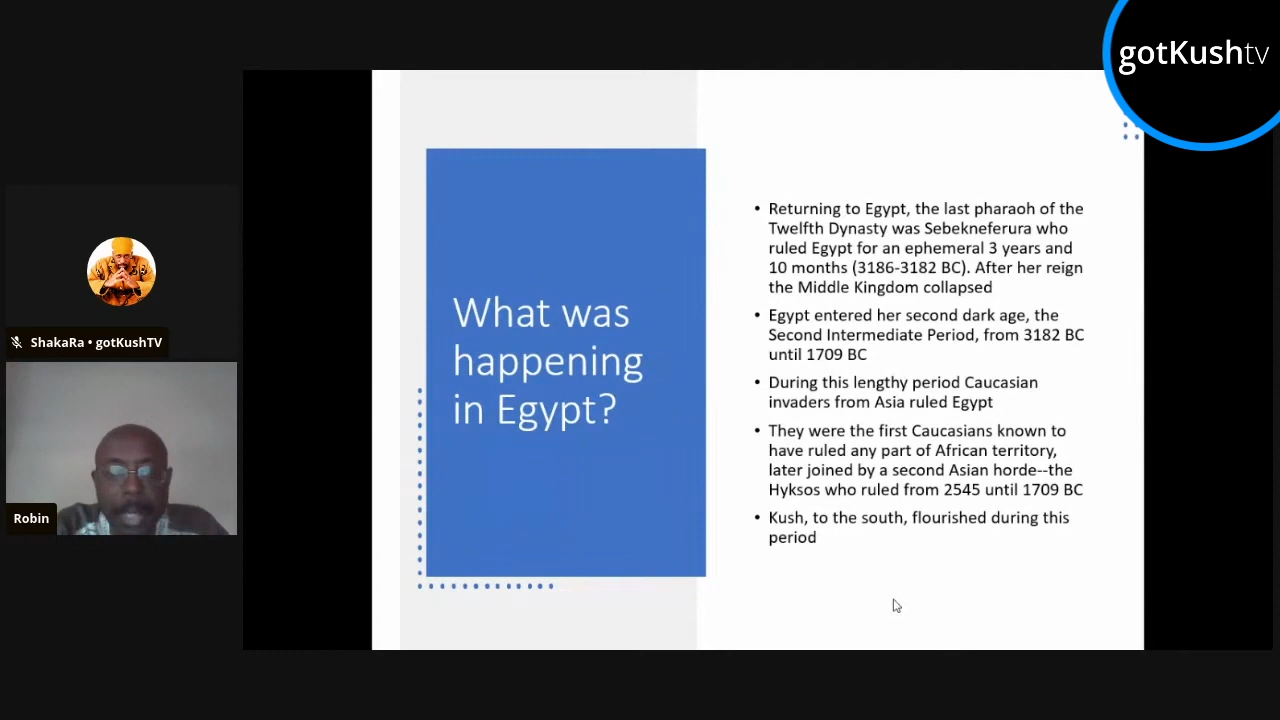 gotKushtv
What was
happening
in Egypt?
• Returning to Egypt, the last pharaoh of the
Twelfth Dynasty was Sebekneferura who
ruled Egypt for an ephemeral 3 years and
10 months (3186-3182 BC). After her reign
the Middle Kingdom collapsed
• Egypt entered her second dark age, the
Second Intermediate Period, from 3182 BC
until 1709 BC
• During this lengthy period Caucasian
invaders from Asia ruled Egypt
• They were the first Caucasians known to
have ruled any part of African territory,
later joined by a second Asian horde--the
Hyksos who ruled from 2545 until 1709 BC
• Kush, to the south, flourished during this
period
ShakaRa • gotKushTV
Robin